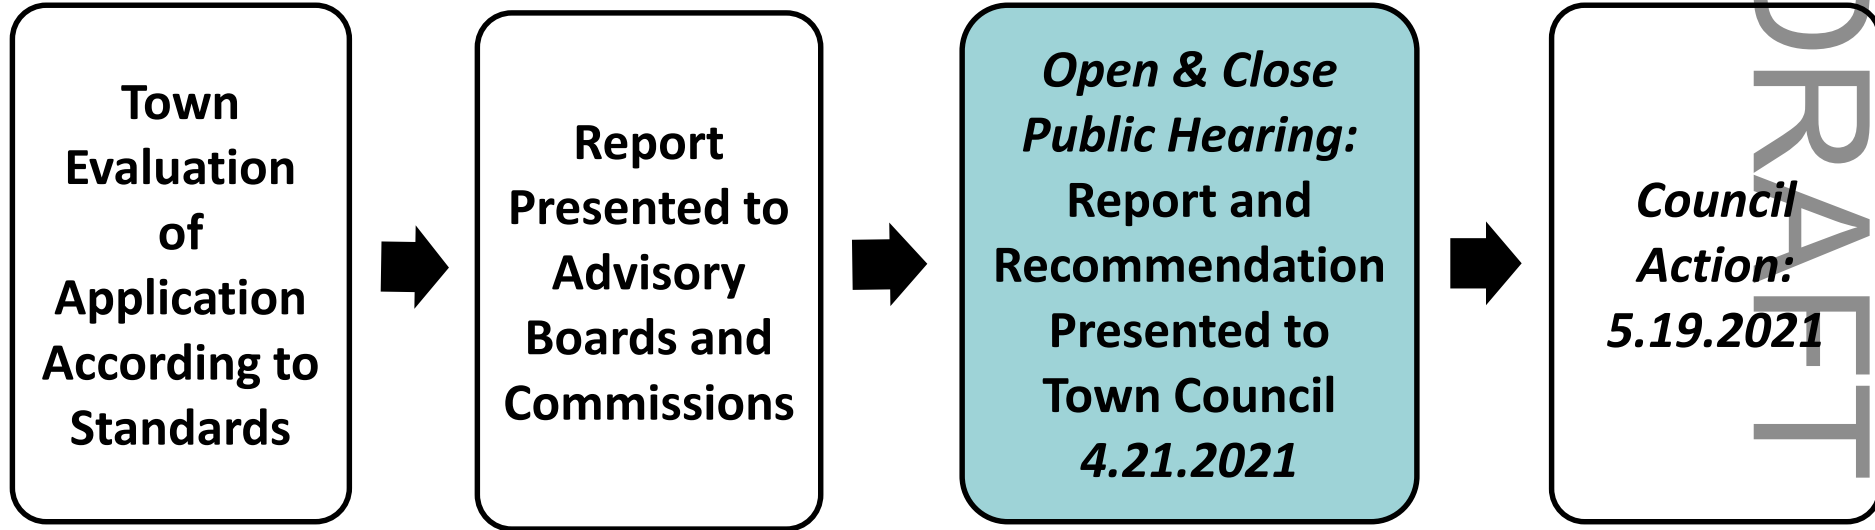 Town
Evaluation
of
Application
According to
Standards
Report
Presented to
Advisory
Boards and
Commissions
Open & Close
Public Hearing:
Report and
Recommendation
Presented to
Town Council
4.21.2021
Council
Action:
5.19.2021
DRAFT